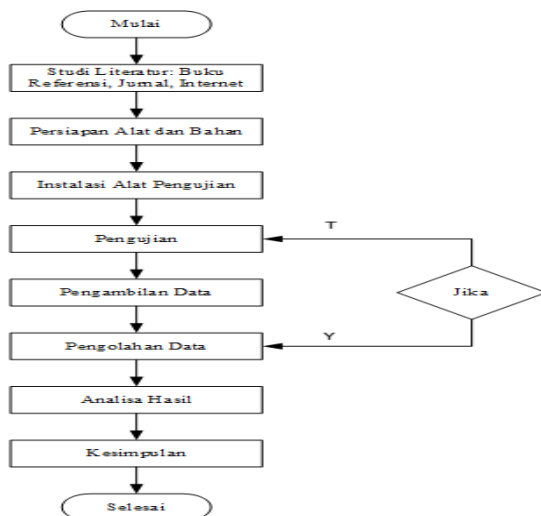 Mulai
Studi Literatur: Buku
Referensi, Jurnal, Internet
Persiapan Alat dan Bahan
Instalasi Alat Pengujian
Pengujian
T
Pengambilan Data
Jika
Pengolahan Data
Y
Analisa Hasil
Kesimpulan
Selesai